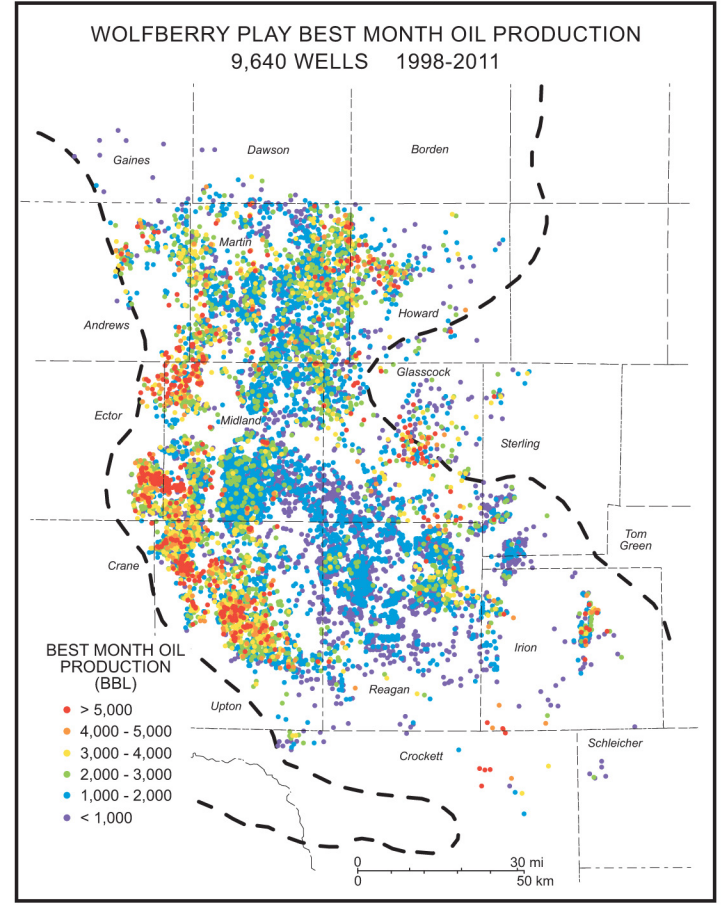 WOLFBERRY PLAY BEST MONTH OIL PRODUCTION
9,640 WELLS 1998-2011
Gaines
Dawson
Borden
Martin
Andrews
Howard
Glasscock
Ector
Midland
Sterling
Tom
Green
Crane
Irion
Reagan
Upton
Crockett
Schleicher
BEST MONTH OIL
PRODUCTION
(BBL)
> 5,000
4,000 - 5,000
3,000 - 4,000
2,000 - 3,000
1,000 - 2,000
< 1,000
0 30 mi
0 50 km